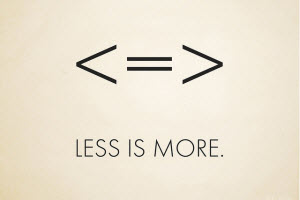 < = >
LESS IS MORE.